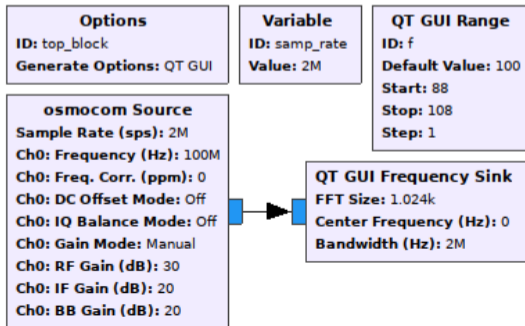 Options
ID: top_block
Generate Options: QT GUI
Variable
ID: samp_rate
Value: 2M
QT GUI Range
ID: f
Default Value: 100
Start: 88
Stop: 108
Step: 1
osmocom Source
Sample Rate (sps): 2M
Ch0: Frequency (Hz): 100M
Ch0: Freq. Corr. (ppm): 0
Ch0: DC Offset Mode: Off
Ch0: IQ Balance Mode: Off
Ch0: Gain Mode: Manual
Ch0: RF Gain (dB): 30
Ch0: IF Gain (dB): 20
Ch0: BB Gain (dB): 20
QT GUI Frequency Sink
FFT Size: 1.024k
Center Frequency (Hz): 0
Bandwidth (Hz): 2M